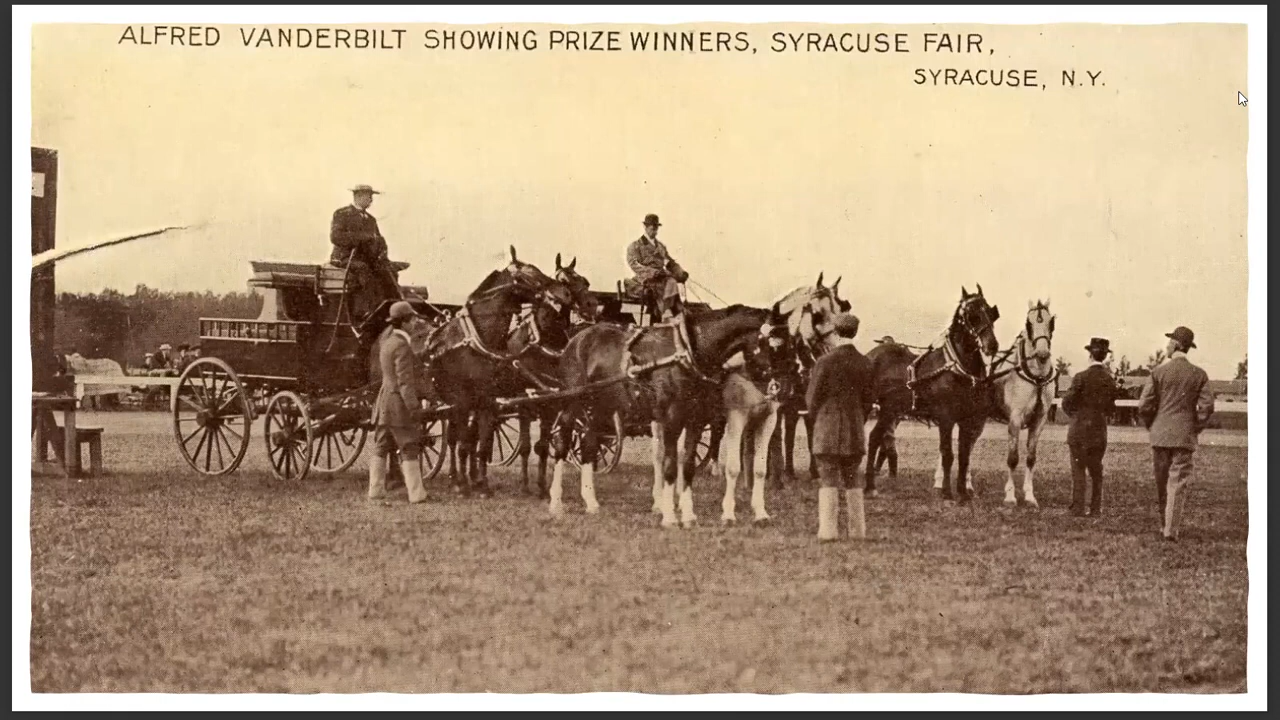 ALFRED VANDERBILT SHOWING PRIZE WINNERS, SYRACUSE FAIR,
SYRACUSE, N.Y.